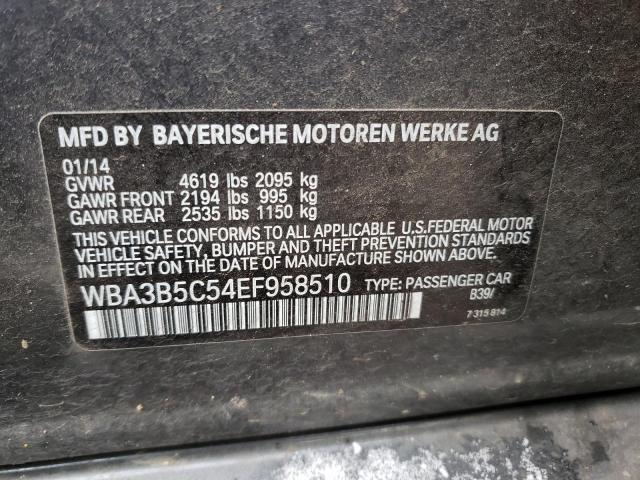 MFD BY BAYERISCHE MOTOREN WERKE AG
01/14
GVWR 4619 lbs 2095 kg
GAWR FRONT 2194 lbs 995 kg
GAWR REAR 2535 lbs 1150 kg
THIS VEHICLE CONFORMS TO ALL APPLICABLE U.S.FEDERAL MOTOR
VEHICLE SAFETY, BUMPER AND THEFT PREVENTION STANDARDS
IN EFFECT ON THE DATE OF MANUFACTURE SHOWN ABOVE.
WBA3B5C54EF958510 TYPE: PASSENGER CAR
B39/
7 315 814